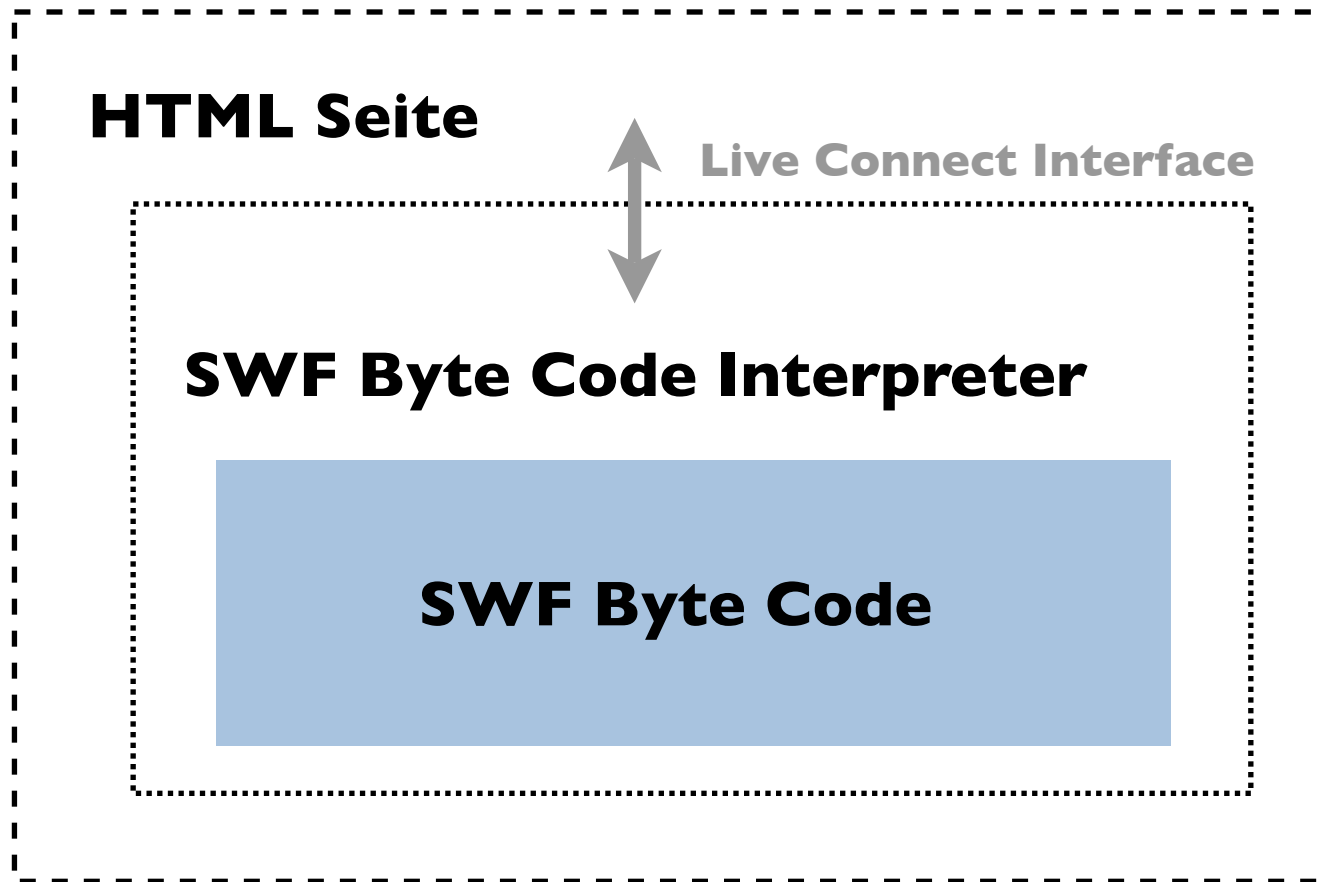 HTML Seite
Live Connect Interface
SWF Byte Code Interpreter
SWF Byte Code